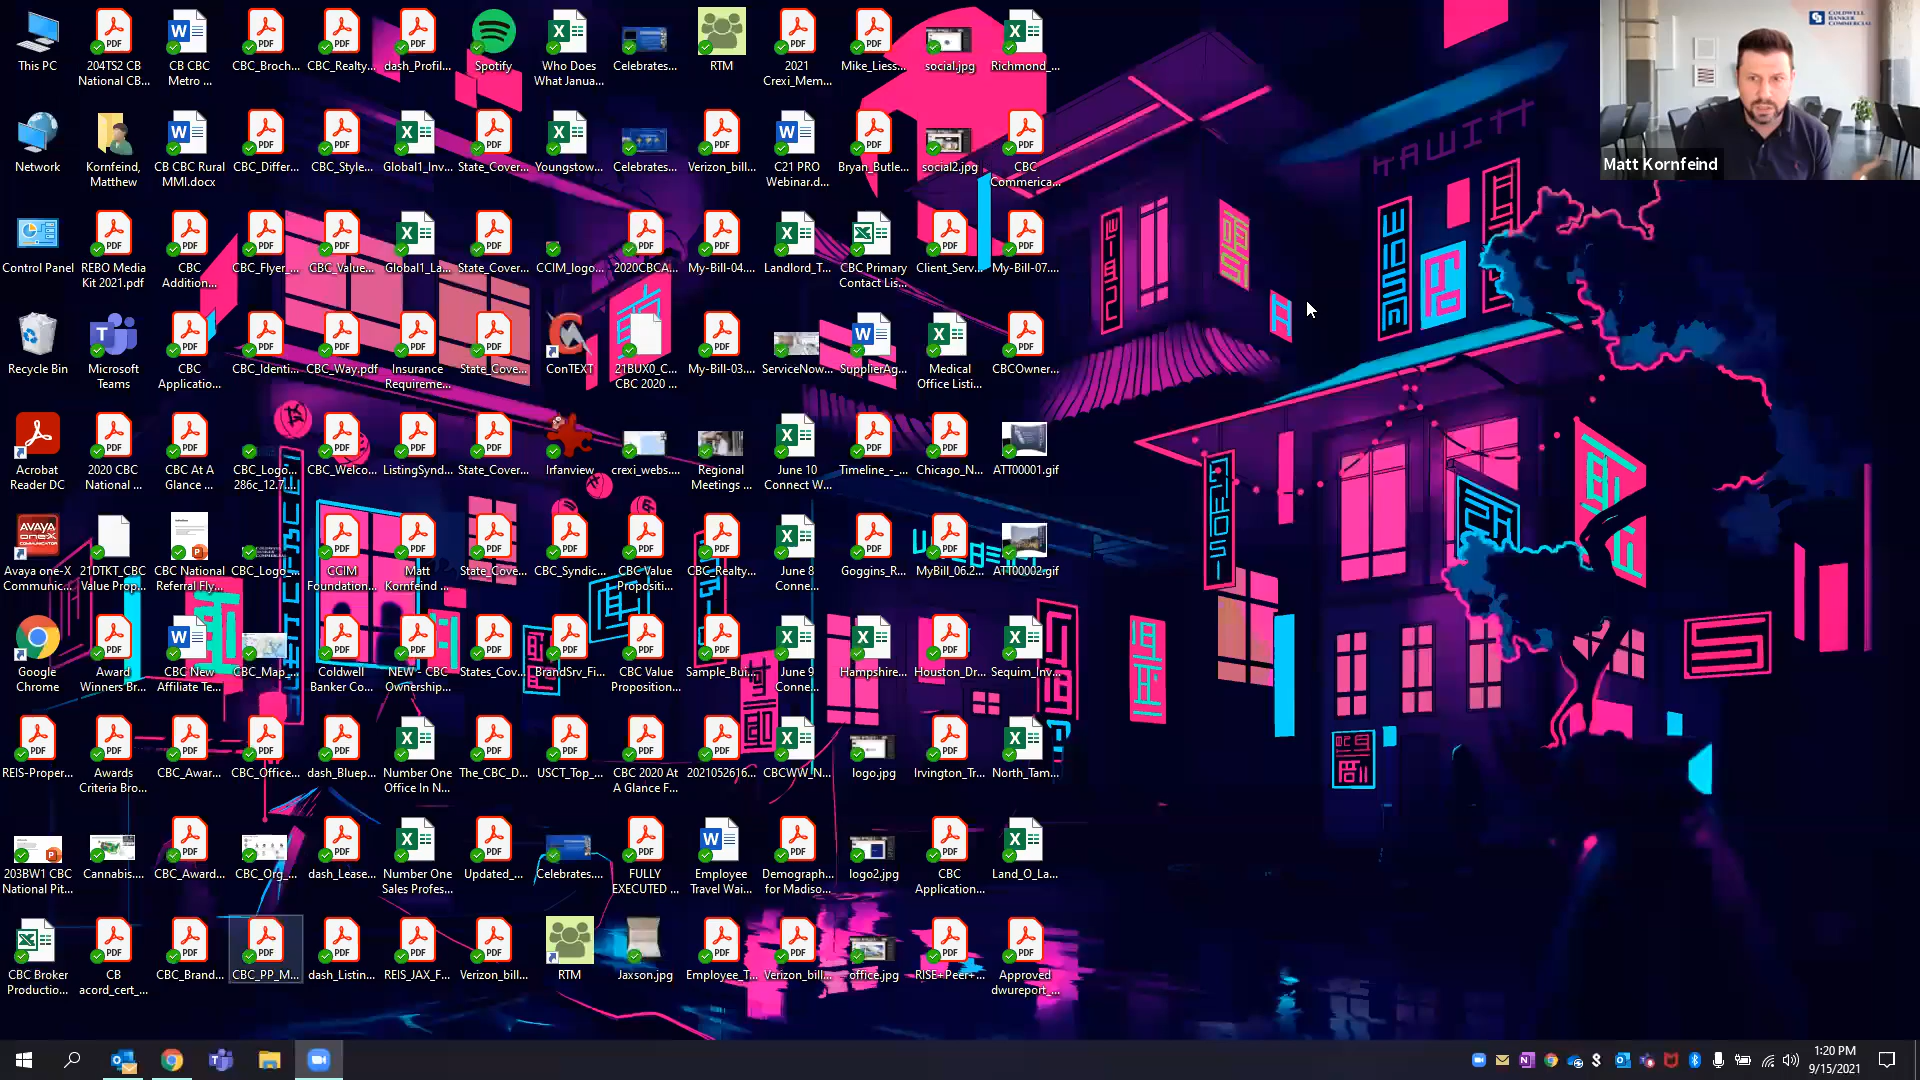 This PC
204TS2 CB
National CB...
CB CBC
Metro ...
CBC_Broch...
CBC_Realty...
dash_Profil...
Spotify
Who Does
What Janua...
Celebrates...
RTM
2021
Crexi_Mem...
Mike_Liess...
social.jpg
Richmond_...
COLDWELL
BANKER
COMMERCIAL
Matt Kornfeind
Network
Kornfeind,
Matthew
CB CBC Rural
MMI.docx
CBC_Differ...
CBC_Style...
Global1_Inv...
State_Cover...
Youngstow...
Celebrates...
Verizon_bill...
C21 PRO
Webinar.d...
Bryan_Butle...
social2.jpg
CBC
Commerica...
Control Panel
REBO Media
Kit 2021.pdf
CBC
Addition...
CBC_Flyer_...
CBC_Value...
Global1_La...
State_Cover...
CCIM_logo...
2020CBCA...
My-Bill-04....
Landlord_T...
CBC Primary
Contact Lis...
Client_Serv...
My-Bill-07....
Recycle Bin
Microsoft
Teams
CBC
Applicatio...
CBC_Identi...
CBC_Way.pdf
Insurance
Requireme...
State_Cove...
ConTEXT
21BUX0_C...
CBC 2020 ...
My-Bill-03....
ServiceNow...
SupplierAg...
Medical
Office Listi...
CBCOwner...
Acrobat
Reader DC
2020 CBC
National ...
CBC At A
Glance ...
CBC_Logo...
286c_12.7....
CBC_Welco...
ListingSynd...
State_Cover...
Irfanview
crexi_webs....
Regional
Meetings ...
June 10
Connect W...
Timeline_-_...
Chicago_N...
ATT00001.gif
Avaya one-X
Communic...
21DTKT_CBC
Value Prop...
CBC National
Referral Fly...
CBC_Logo_...
CCIM
Foundation...
Matt
Kornfeind ...
State_Cove...
CBC_Syndic...
CBC Value
Propositi...
CBC_Realty...
June 8
Conne...
Goggins_R...
MyBill_06.2...
ATT00002.gif
Google
Chrome
Award
Winners Br...
CBC New
Affiliate Te...
CBC_Map_...
Coldwell
Banker Co...
NEW - CBC
Ownership...
States_Cov...
BrandSrv_Fi...
CBC Value
Proposition...
Sample_Bui...
June 9
Conne...
Hampshire...
Houston_Dr...
Sequim_Inv...
REIS-Proper...
Awards
Criteria Bro...
CBC_Awar...
CBC_Office...
dash_Bluep...
Number One
Office In N...
The_CBC_D...
USCT_Top_...
CBC 2020 At
A Glance F...
2021052616...
CBCWW_N...
logo.jpg
Irvington_Tr...
North_Tam...
203BW1 CBC
National Pit...
Cannabis....
CBC_Award...
CBC_Org_...
dash_Lease...
Number One
Sales Profes...
Updated_...
Celebrates....
FULLY
EXECUTED ...
Employee
Travel Wai...
Demograph...
for Madiso...
logo2.jpg
CBC
Application...
Land_O_La...
CBC Broker
Productio...
CB
acord_cert_...
CBC_Brand...
CBC_PP_M...
dash_Listin...
REIS_JAX_F...
Verizon_bill...
RTM
Jaxson.jpg
Employee_T...
Verizon_bill...
office.jpg
RISE+Peer+...
Approved
dwureport_...
1:20 PM
9/15/2021